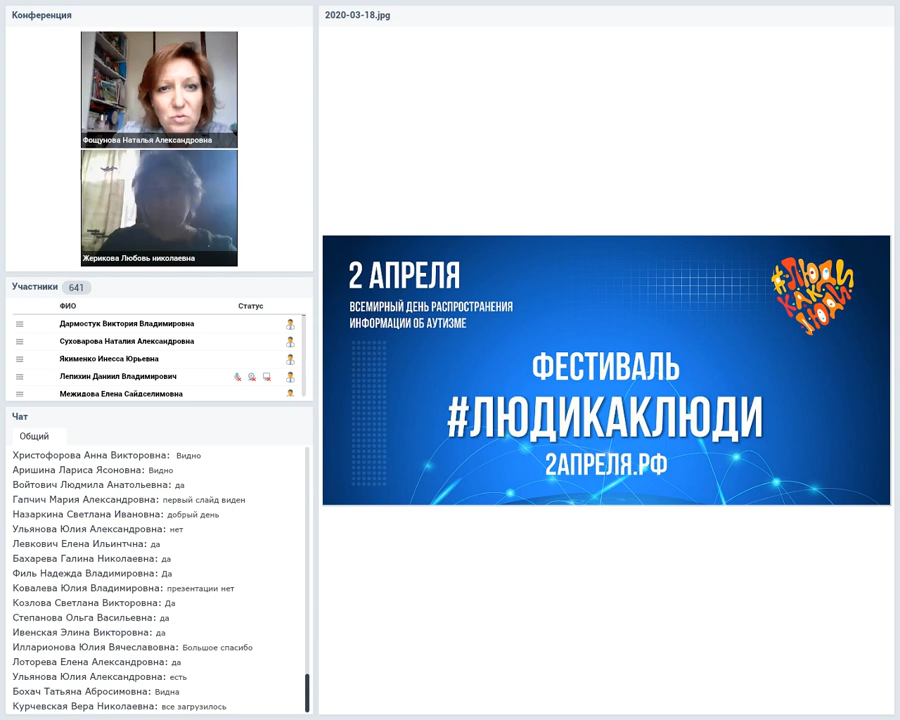 Конференция
Фощунова Наталья Александровна
Жерикова Любовь николаевна
Участники 641
ФИО Статус
Дармостук Виктория Владимировна
Суховарова Наталия Александровна
Якименко Инесса Юрьевна
Лепихин Даниил Владимирович
Межидова Елена Сайдселимовна
Чат
Общий
Христофорова Анна Викторовна: Видно
Аришина Лариса Ясоновна: Видно
Войтович Людмила Анатольевна: да
Гапчич Мария Александровна: первый слайд виден
Назаркина Светлана Ивановна: добрый день
Ульянова Юлия Александровна: нет
Левкович Елена Ильинтчна: да
Бахарева Галина Николаевна: да
Филь Надежда Владимировна: Да
Ковалева Юлия Владимировна: презентации нет
Козлова Светлана Викторовна: Да
Степанова Ольга Васильевна: да
Ивенская Элина Викторовна: да
Илларионова Юлия Вячеславовна: Большое спасибо
Лоторева Елена Александровна: да
Ульянова Юлия Александровна: есть
Бохач Татьяна Абросимовна: Видна
Курчевская Вера Николаевна: все загрузилось
2020-03-18.jpg
2 АПРЕЛЯ
ВСЕМИРНЫЙ ДЕНЬ РАСПРОСТРАНЕНИЯ
ИНФОРМАЦИИ ОБ АУТИЗМЕ
#ЛЮДИ
КАК
ЛЮДИ
ФЕСТИВАЛЬ
#ЛЮДИКАКЛЮДИ
2АПРЕЛЯ.РФ